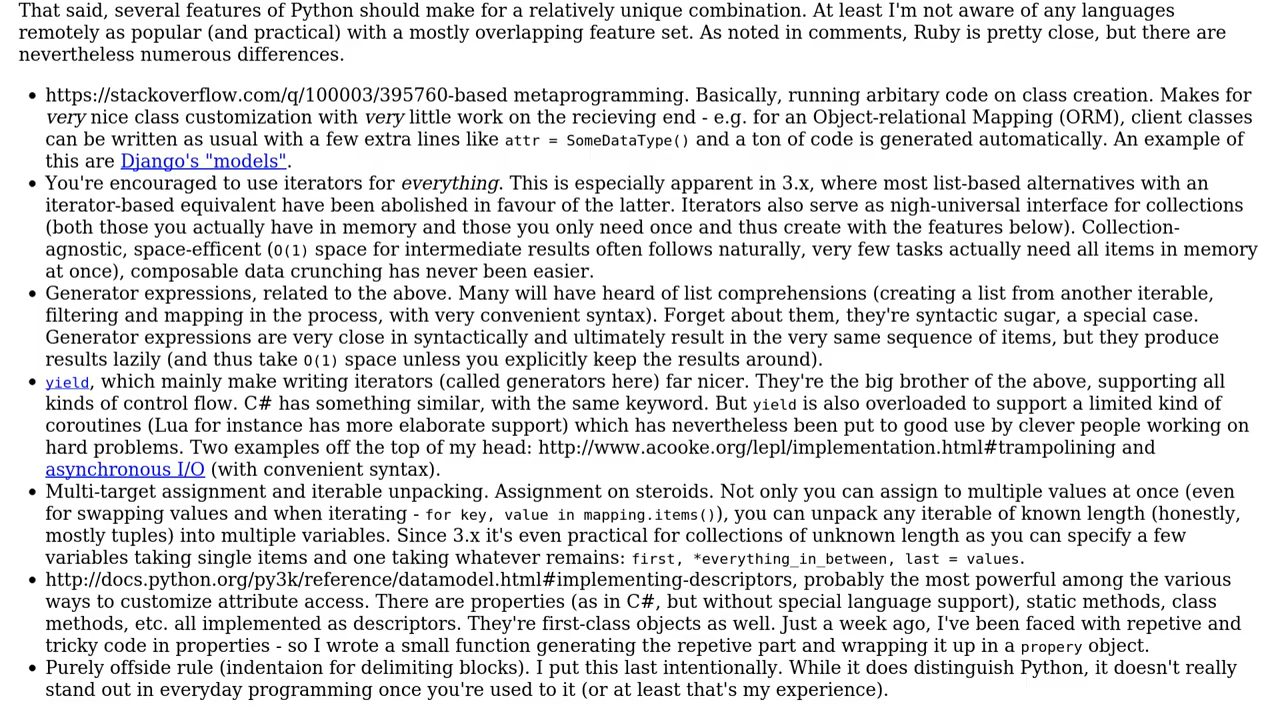 That said, several features of Python should make for a relatively unique combination. At least I'm not aware of any languages
remotely as popular (and practical) with a mostly overlapping feature set. As noted in comments, Ruby is pretty close, but there are
nevertheless numerous differences.
• https://stackoverflow.com/q/100003/395760-based metaprogramming. Basically, running arbitary code on class creation. Makes for
very nice class customization with very little work on the recieving end - e.g. for an Object-relational Mapping (ORM), client classes
can be written as usual with a few extra lines like attr = SomeDataType() and a ton of code is generated automatically. An example of
this are Django's "models".
• You're encouraged to use iterators for everything. This is especially apparent in 3.x, where most list-based alternatives with an
iterator-based equivalent have been abolished in favour of the latter. Iterators also serve as nigh-universal interface for collections
(both those you actually have in memory and those you only need once and thus create with the features below). Collection-
agnostic, space-efficent (O(1) space for intermediate results often follows naturally, very few tasks actually need all items in memory
at once), composable data crunching has never been easier.
• Generator expressions, related to the above. Many will have heard of list comprehensions (creating a list from another iterable,
filtering and mapping in the process, with very convenient syntax). Forget about them, they're syntactic sugar, a special case.
Generator expressions are very close in syntactically and ultimately result in the very same sequence of items, but they produce
results lazily (and thus take O(1) space unless you explicitly keep the results around).
• yield, which mainly make writing iterators (called generators here) far nicer. They're the big brother of the above, supporting all
kinds of control flow. C# has something similar, with the same keyword. But yield is also overloaded to support a limited kind of
coroutines (Lua for instance has more elaborate support) which has nevertheless been put to good use by clever people working on
hard problems. Two examples off the top of my head: http://www.acooke.org/lepl/implementation.html#trampolining and
asynchronous I/O (with convenient syntax).
• Multi-target assignment and iterable unpacking. Assignment on steroids. Not only you can assign to multiple values at once (even
for swapping values and when iterating - for key, value in mapping.items()), you can unpack any iterable of known length (honestly,
mostly tuples) into multiple variables. Since 3.x it's even practical for collections of unknown length as you can specify a few
variables taking single items and one taking whatever remains: first, *everything_in_between, last = values.
• http://docs.python.org/py3k/reference/datamodel.html#implementing-descriptors, probably the most powerful among the various
ways to customize attribute access. There are properties (as in C#, but without special language support), static methods, class
methods, etc. all implemented as descriptors. They're first-class objects as well. Just a week ago, I've been faced with repetive and
tricky code in properties - so I wrote a small function generating the repetive part and wrapping it up in a propery object.
• Purely offside rule (indentaion for delimiting blocks). I put this last intentionally. While it does distinguish Python, it doesn't really
stand out in everyday programming once you're used to it (or at least that's my experience).